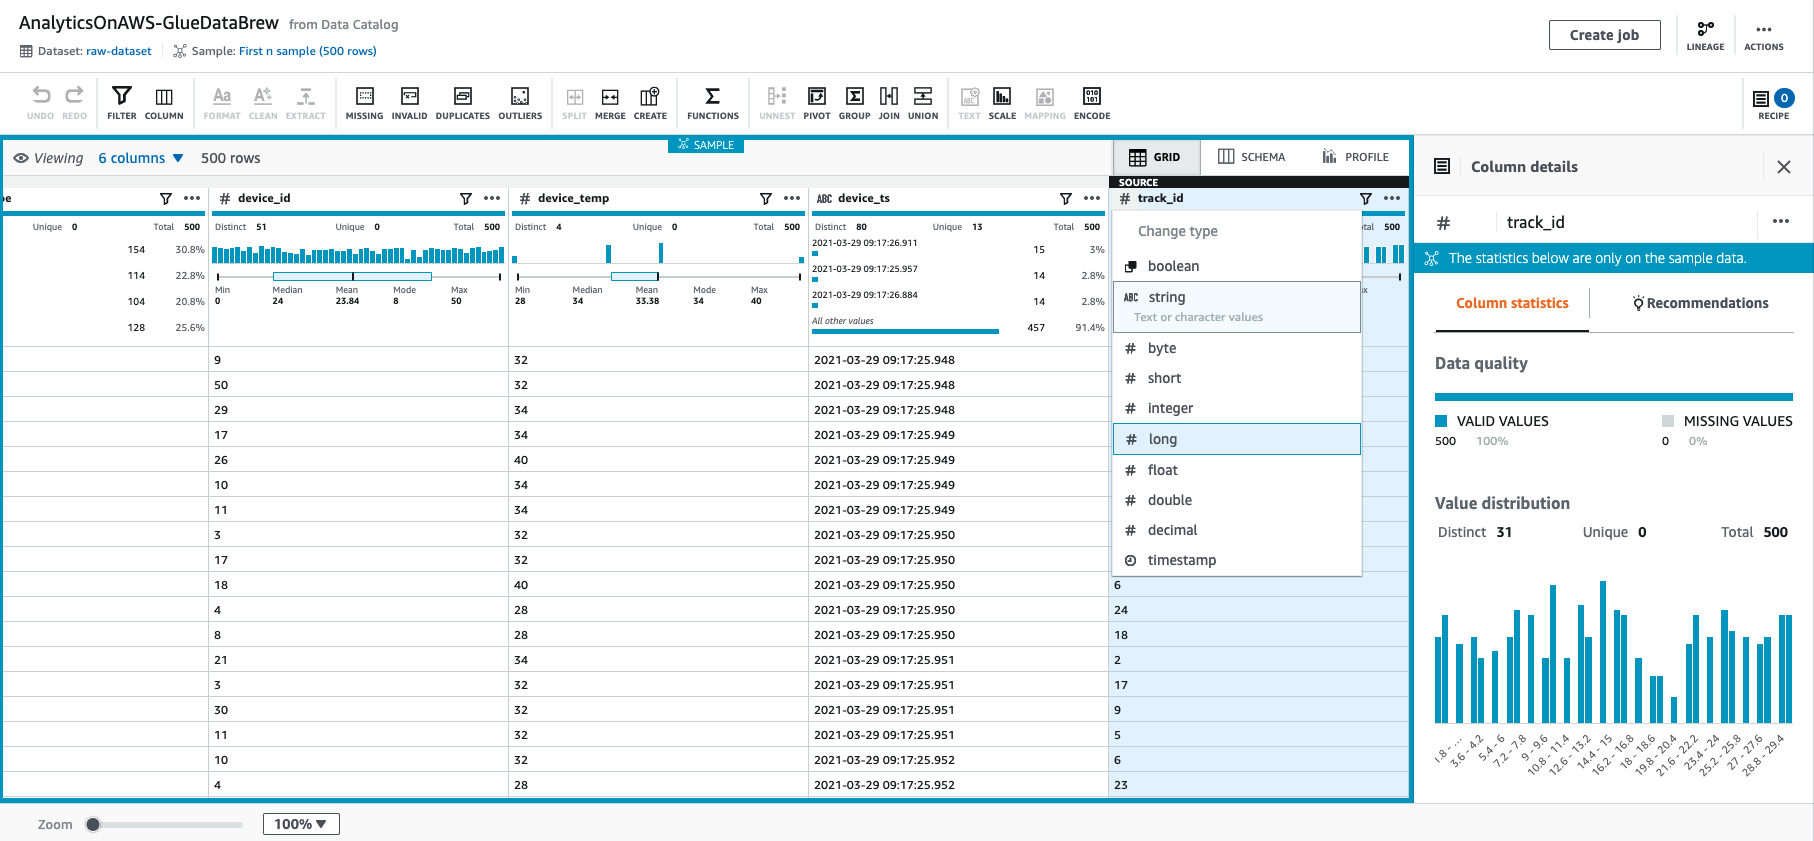 AnalyticsOnAWS-GlueDataBrew from Data Catalog
Dataset: raw-dataset Sample: First n sample (500 rows)
Create job
LINEAGE
ACTIONS
UNDO REDO FILTER COLUMN FORMAT CLEAN EXTRACT MISSING INVALID DUPLICATES OUTLIERS SPLIT MERGE CREATE FUNCTIONS UNNEST PIVOT GROUP JOIN UNION TEXT SCALE MAPPING ENCODE RECIPE 0
Viewing 6 columns 500 rows
SAMPLE
GRID SCHEMA PROFILE
SOURCE
pe # device_id # device_temp ABC device_ts # track_id
Unique 0 Total 500 Distinct 51 Unique 0 Total 500 Distinct 4 Unique 0 Total 500 Distinct 80 Unique 13 Total 500 tal 500
154 30.8%
114 22.8%
104 20.8%
128 25.6%
Min Median Mean Mode Max
0 24 23.84 8 50
Min Median Mean Mode Max
28 34 33.38 34 40
2021-03-29 09:17:26.911 15 3%
2021-03-29 09:17:25.957 14 2.8%
2021-03-29 09:17:26.884 14 2.8%
All other values 457 91.4%
x
9 32 2021-03-29 09:17:25.948
50 32 2021-03-29 09:17:25.948
29 34 2021-03-29 09:17:25.948
17 34 2021-03-29 09:17:25.949
26 40 2021-03-29 09:17:25.949
10 34 2021-03-29 09:17:25.949
11 34 2021-03-29 09:17:25.949
3 32 2021-03-29 09:17:25.950
17 32 2021-03-29 09:17:25.950
18 40 2021-03-29 09:17:25.950 6
4 28 2021-03-29 09:17:25.950 24
8 28 2021-03-29 09:17:25.950 18
21 34 2021-03-29 09:17:25.951 2
3 32 2021-03-29 09:17:25.951 17
30 32 2021-03-29 09:17:25.951 9
11 32 2021-03-29 09:17:25.951 5
10 32 2021-03-29 09:17:25.952 6
4 28 2021-03-29 09:17:25.952 23
Change type
boolean
ABC string
Text or character values
# byte
# short
# integer
# long
# float
# double
# decimal
timestamp
Column details
# track_id
The statistics below are only on the sample data.
Column statistics Recommendations
Data quality
VALID VALUES MISSING VALUES
500 100% 0 0%
Value distribution
Distinct 31 Unique 0 Total 500
1.8 - ...
3.6 - 4.2
5.4 - 6
7.2 - 7.8
9 - 9.6
10.8 - 11.4
12.6 - 13.2
14.4 - 15
16.2 - 16.8
18 - 18.6
19.8 - 20.4
21.6 - 22.2
23.4 - 24
25.2 - 25.8
27 - 27.6
28.8 - 29.4
Zoom 100%